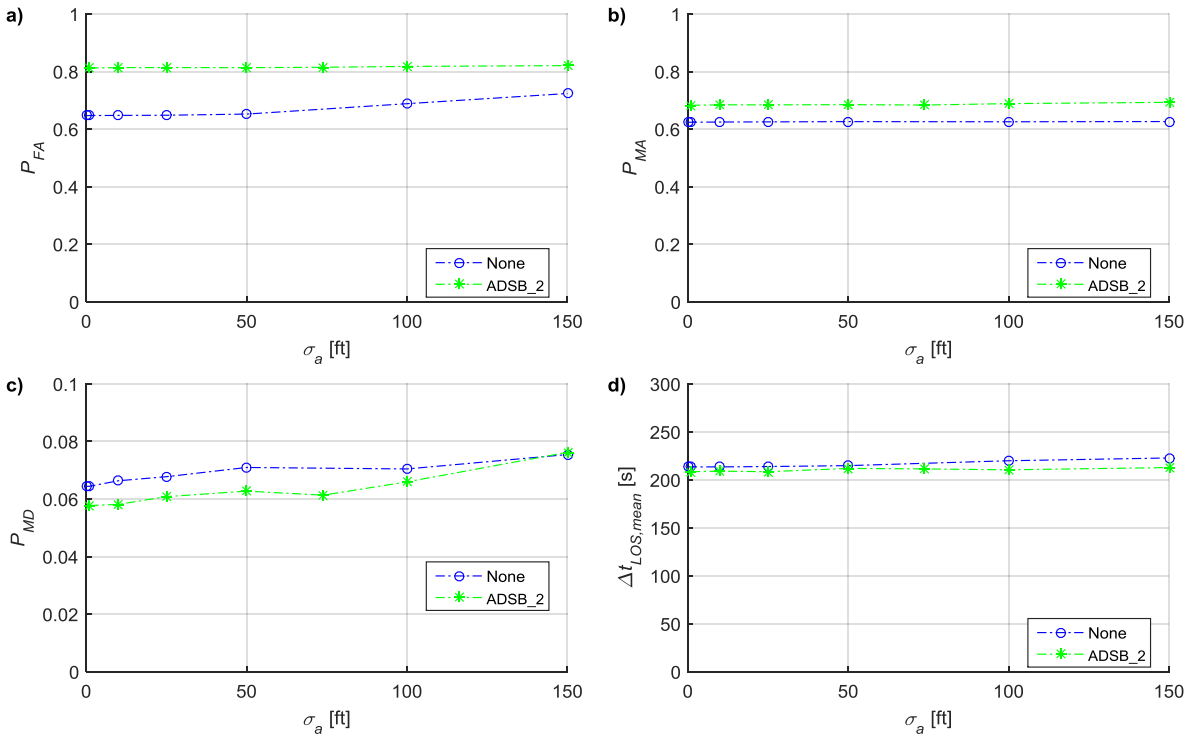 a)
1
0.8
0.6
0.4
0.2
0
P_FA
0 50 100 150
σ_a [ft]
None
ADSB_2
b)
1
0.8
0.6
0.4
0.2
0
P_MA
0 50 100 150
σ_a [ft]
None
ADSB_2
c)
0.1
0.08
0.06
0.04
0.02
0
P_MD
0 50 100 150
σ_a [ft]
None
ADSB_2
d)
300
250
200
150
100
50
0
Δt_LOS,mean [s]
0 50 100 150
σ_a [ft]
None
ADSB_2